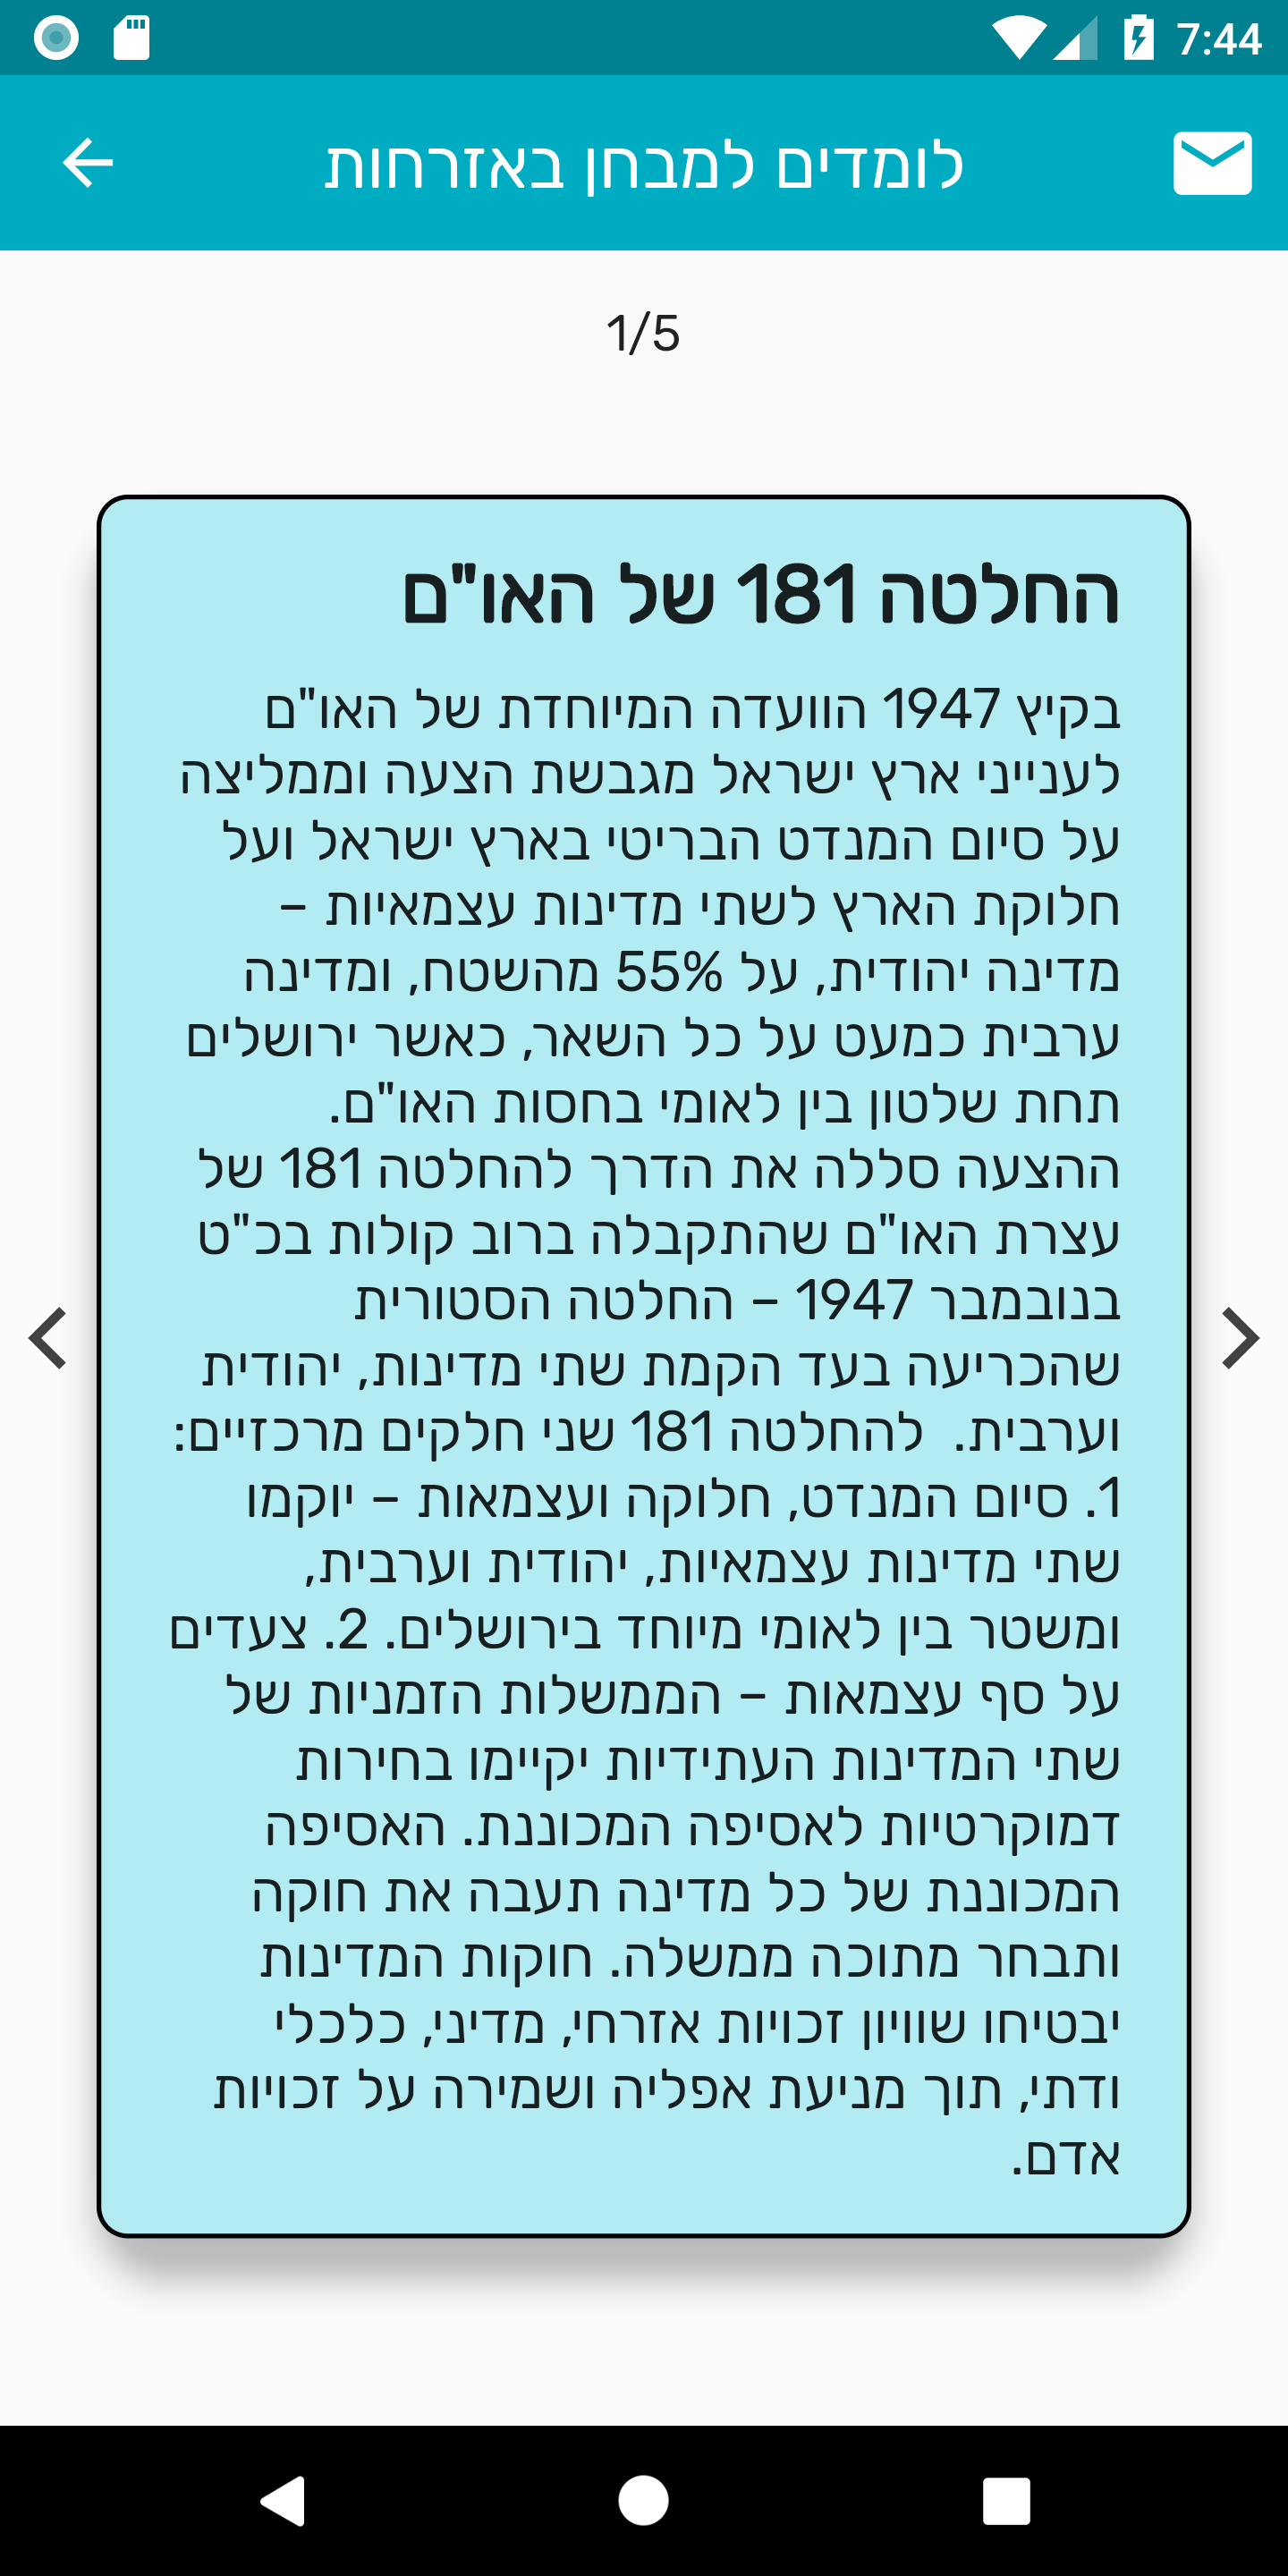 7:44
לומדים למבחן באזרחות
1/5
החלטה 181 של האו"ם
בקיץ 1947 הוועדה המיוחדת של האו"ם
לענייני ארץ ישראל מגבשת הצעה וממליצה
על סיום המנדט הבריטי בארץ ישראל ועל
חלוקת הארץ לשתי מדינות עצמאיות –
מדינה יהודית, על 55% מהשטח, ומדינה
ערבית כמעט על כל השאר, כאשר ירושלים
תחת שלטון בין לאומי בחסות האו"ם.
ההצעה סללה את הדרך להחלטה 181 של
עצרת האו"ם שהתקבלה ברוב קולות בכ"ט
בנובמבר 1947 – החלטה הסטורית
שהכריעה בעד הקמת שתי מדינות, יהודית
וערבית.  להחלטה 181 שני חלקים מרכזיים:
1. סיום המנדט, חלוקה ועצמאות – יוקמו
שתי מדינות עצמאיות, יהודית וערבית,
ומשטר בין לאומי מיוחד בירושלים. 2. צעדים
על סף עצמאות – הממשלות הזמניות של
שתי המדינות העתידיות יקיימו בחירות
דמוקרטיות לאסיפה המכוננת. האסיפה
המכוננת של כל מדינה תעבה את חוקה
ותבחר מתוכה ממשלה. חוקות המדינות
יבטיחו שוויון זכויות אזרחי, מדיני, כלכלי
ודתי, תוך מניעת אפליה ושמירה על זכויות
אדם.